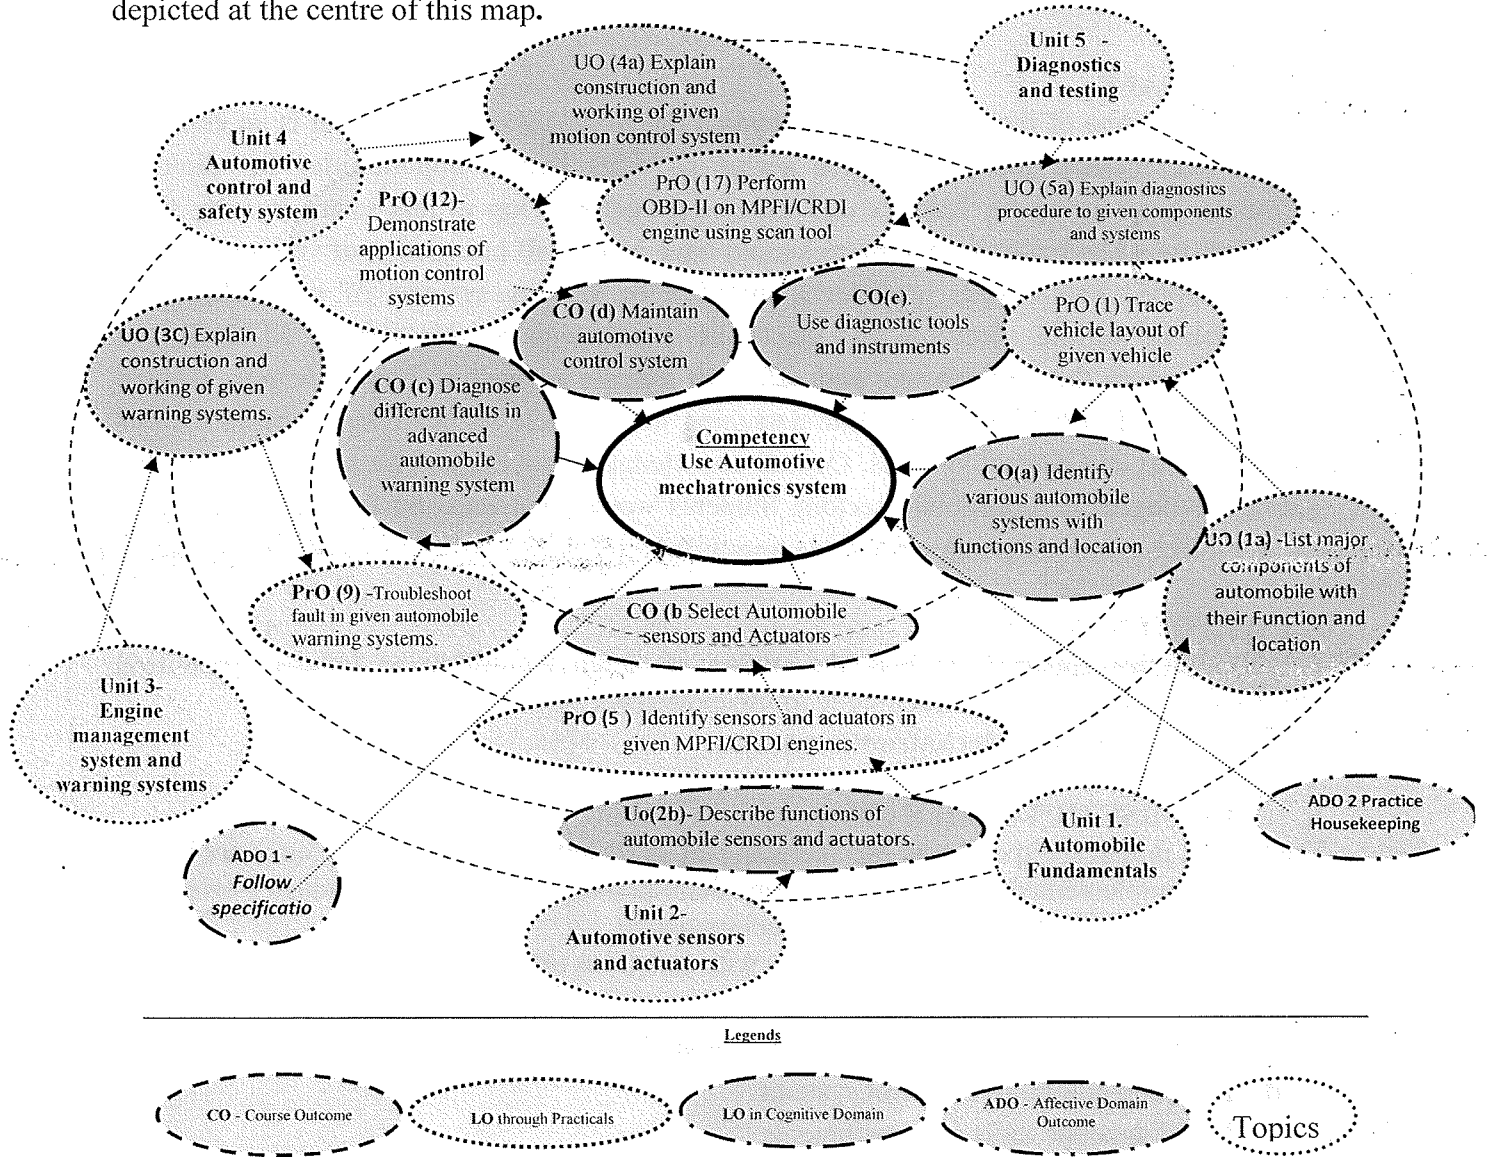 depicted at the centre of this map.
UO (4a) Explain
construction and
working of given
motion control system
Unit 5 -
Diagnostics
and testing
Unit 4
Automotive
control and
safety system
PrO (12)-
Demonstrate
applications of
motion control
systems
PrO (17) Perform
OBD-II on MPFI/CRDI
engine using scan tool
UO (5a) Explain diagnostics
procedure to given components
and systems
UO (3C) Explain
construction and
working of given
warning systems.
CO (d) Maintain
automotive
control system
CO(e).
Use diagnostic tools
and instruments
PrO (1) Trace
vehicle layout of
given vehicle
CO (c) Diagnose
different faults in
advanced
automobile
warning system
Competency
Use Automotive
mechatronics system
CO(a) Identify
various automobile
systems with
functions and location
UO (1a) -List major
components of
automobile with
their Function and
location
PrO (9) -Troubleshoot
fault in given automobile
warning systems.
CO (b Select Automobile
sensors and Actuators
Unit 3-
Engine
management
system and
warning systems
PrO (5 ) Identify sensors and actuators in
given MPFI/CRDI engines.
Uo(2b)- Describe functions of
automobile sensors and actuators.
Unit 1.
Automobile
Fundamentals
ADO 2 Practice
Housekeeping
ADO 1 -
Follow
specificatio
Unit 2-
Automotive sensors
and actuators
Legends
CO - Course Outcome
LO through Practicals
LO in Cognitive Domain
ADO - Affective Domain
Outcome
Topics